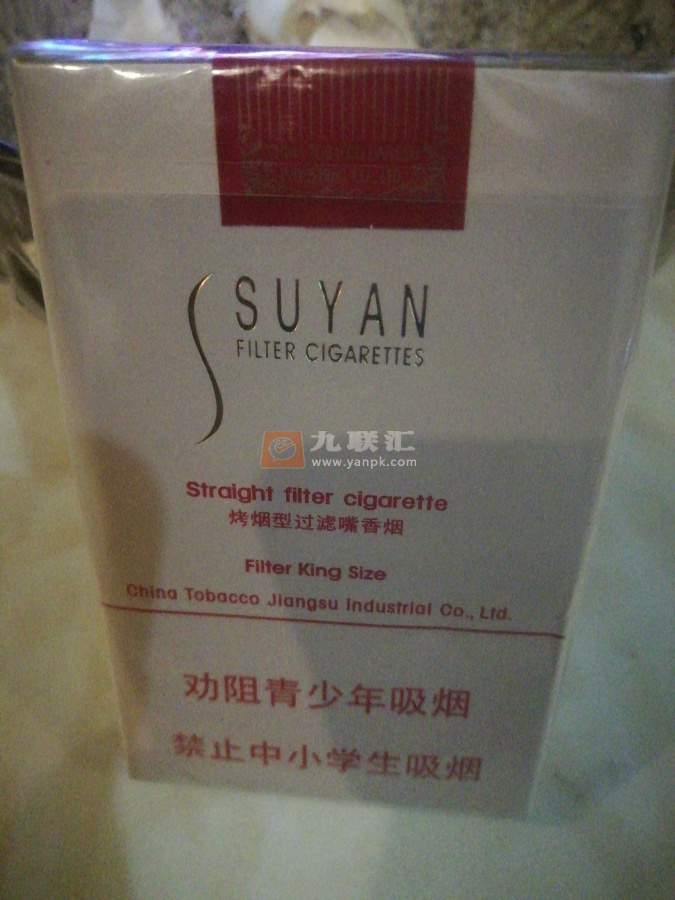 SUYAN
FILTER CIGARETTES
九联汇
www.yanpk.com
Straight filter cigarette
烤烟型过滤嘴香烟
Filter King Size
China Tobacco Jiangsu Industrial Co., Ltd.
劝阻青少年吸烟
禁止中小学生吸烟